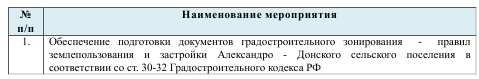 № Наименование мероприятия
п/п
1. Обеспечение подготовки документов градостроительного зонирования - правил
землепользования и застройки Александро - Донского сельского поселения в
соответствии со ст. 30-32 Градостроительного кодекса РФ